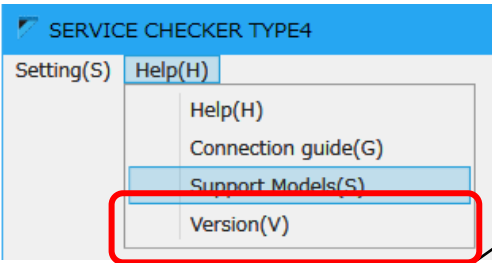 SERVICE CHECKER TYPE4
Setting(S) Help(H)
Help(H)
Connection guide(G)
Support Models(S)
Version(V)